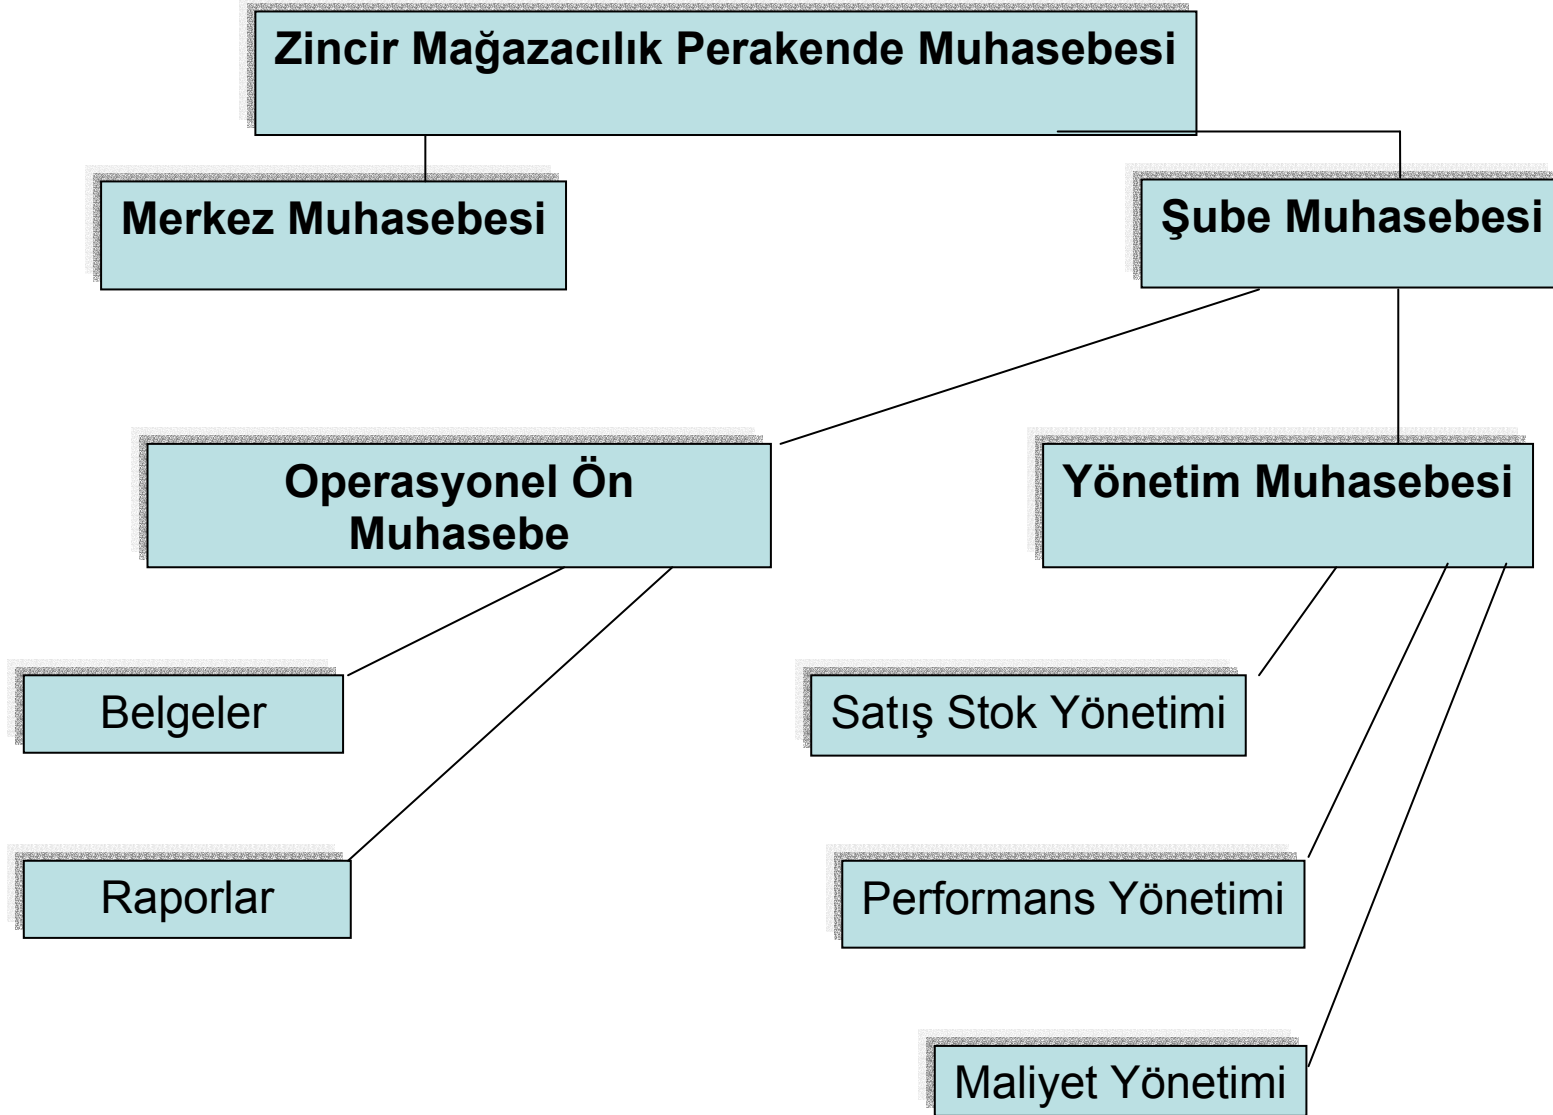 Zincir Mağazacılık Perakende Muhasebesi
Merkez Muhasebesi
Şube Muhasebesi
Operasyonel Ön
Muhasebe
Yönetim Muhasebesi
Belgeler
Satış Stok Yönetimi
Raporlar
Performans Yönetimi
Maliyet Yönetimi